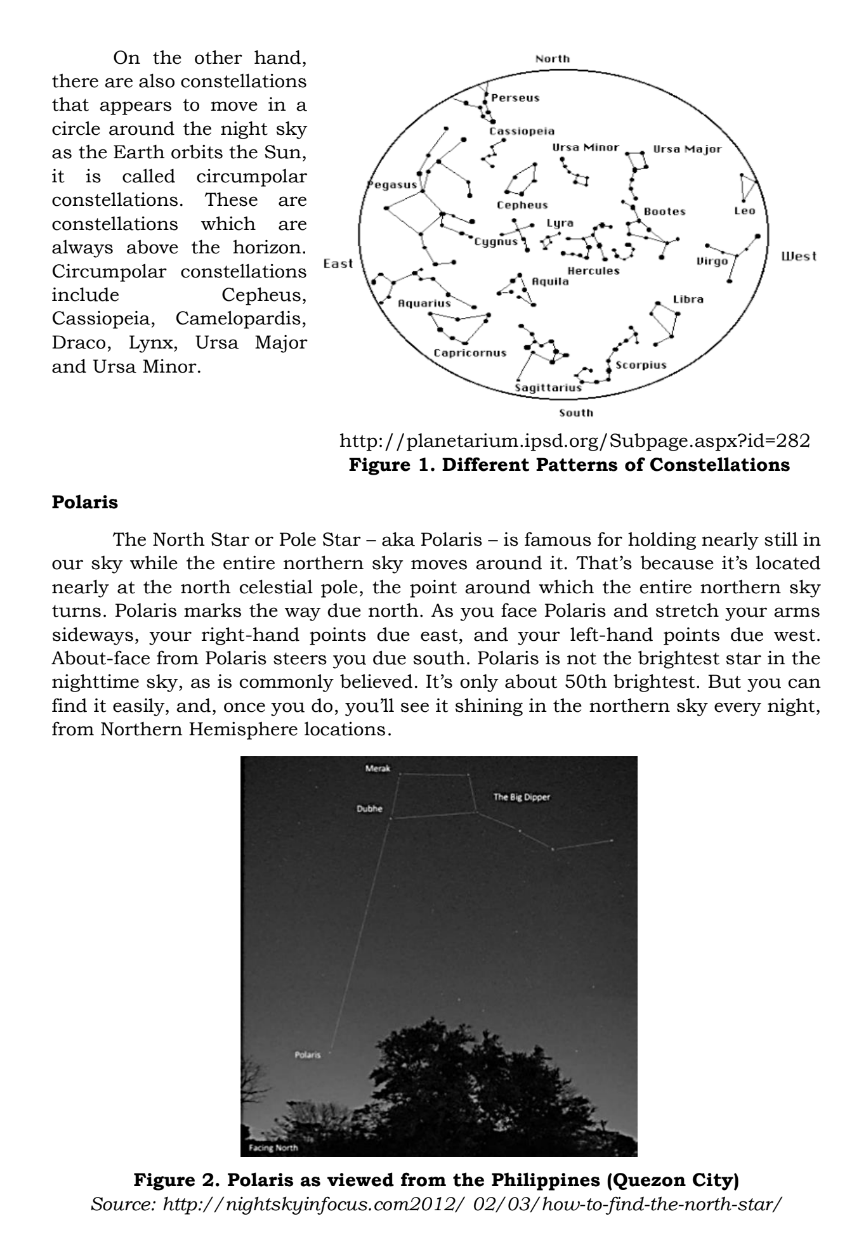 On the other hand,
there are also constellations
that appears to move in a
circle around the night sky
as the Earth orbits the Sun,
it is called circumpolar
constellations. These are
constellations which are
always above the horizon.
Circumpolar constellations
include Cepheus,
Cassiopeia, Camelopardis,
Draco, Lynx, Ursa Major
and Ursa Minor.
North
Perseus
Cassiopeia
Ursa Minor
Ursa Major
Pegasus
Cepheus
Leo
Bootes
Lyra
Cygnus
Virgo
West
East
Hercules
Aquila
Aquarius
Libra
Capricornus
Scorpius
Sagittarius
South
http://planetarium.ipsd.org/Subpage.aspx?id=282
Figure 1. Different Patterns of Constellations
Polaris
The North Star or Pole Star – aka Polaris – is famous for holding nearly still in
our sky while the entire northern sky moves around it. That’s because it’s located
nearly at the north celestial pole, the point around which the entire northern sky
turns. Polaris marks the way due north. As you face Polaris and stretch your arms
sideways, your right-hand points due east, and your left-hand points due west.
About-face from Polaris steers you due south. Polaris is not the brightest star in the
nighttime sky, as is commonly believed. It’s only about 50th brightest. But you can
find it easily, and, once you do, you’ll see it shining in the northern sky every night,
from Northern Hemisphere locations.
Merak
The Big Dipper
Dubhe
Polaris
Facing North
Figure 2. Polaris as viewed from the Philippines (Quezon City)
Source: http://nightskyinfocus.com2012/ 02/03/how-to-find-the-north-star/